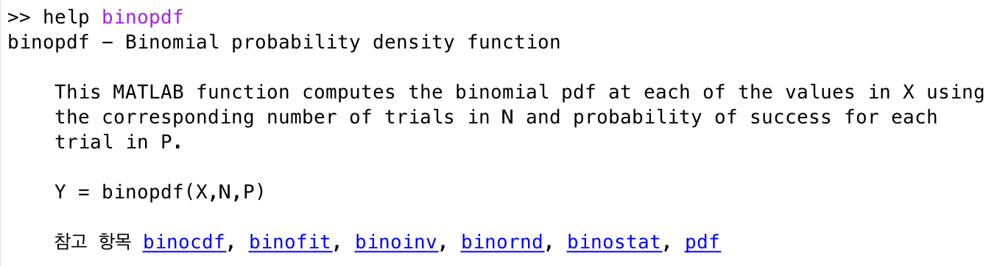 >> help binopdf
binopdf – Binomial probability density function
This MATLAB function computes the binomial pdf at each of the values in X using
the corresponding number of trials in N and probability of success for each
trial in P.
Y = binopdf(X,N,P)
참고 항목 binocdf, binofit, binoinv, binornd, binostat, pdf